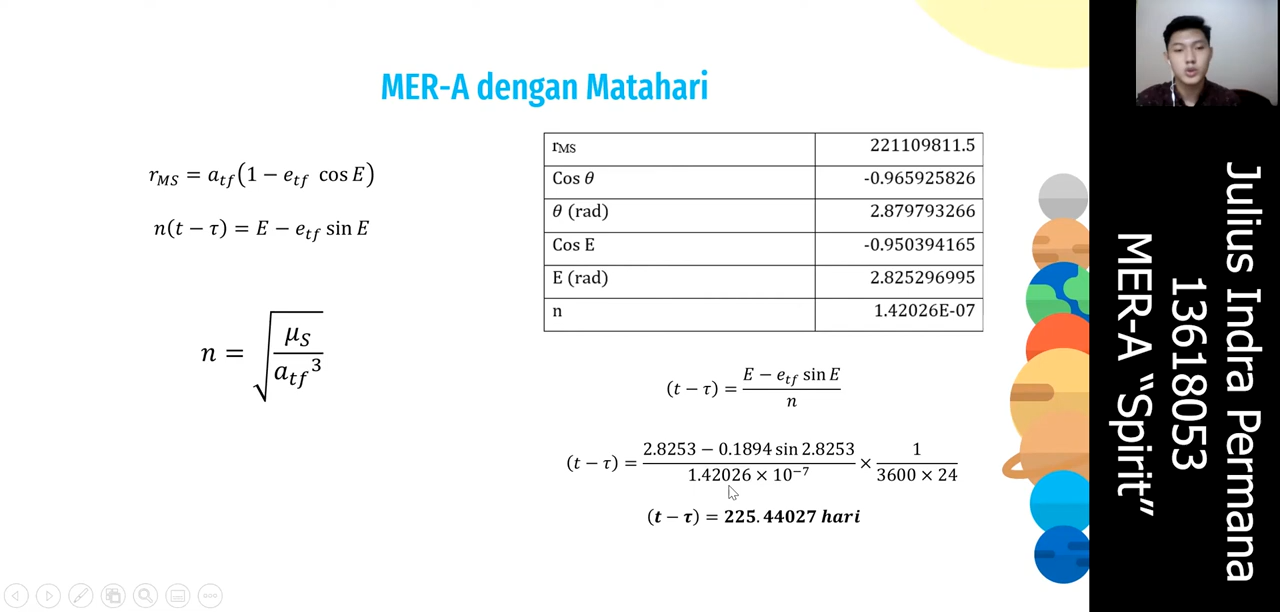 MER-A dengan Matahari
r_MS = a_tf(1 − e_tf cos E)
n(t − τ) = E − e_tf sin E
n = √(μ_S / a_tf³)
r_MS 221109811.5
Cos θ -0.965925826
θ (rad) 2.879793266
Cos E -0.950394165
E (rad) 2.825296995
n 1.42026E-07
(t − τ) = (E − e_tf sin E) / n
(t − τ) = (2.8253 − 0.1894 sin 2.8253) / (1.42026 × 10⁻⁷) × 1 / (3600 × 24)
(t − τ) = 225.44027 hari
Julius Indra Permana
13618053
MER-A “Spirit”